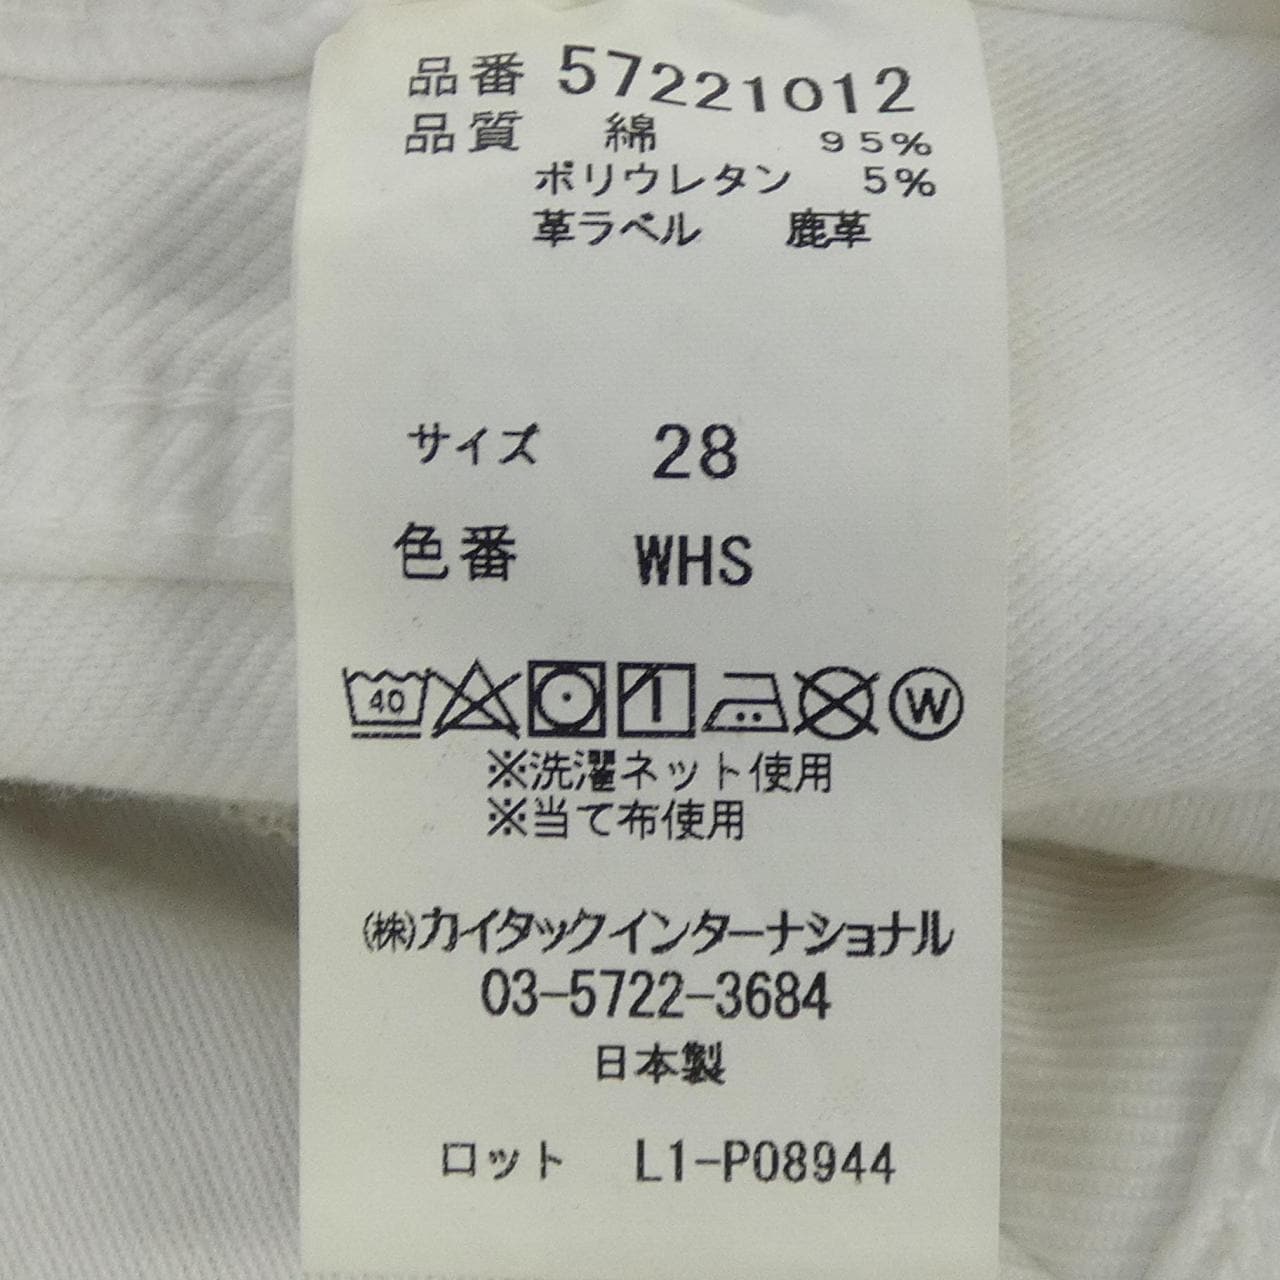 品番 57221012
品質 綿 95%
ポリウレタン 5%
革ラベル 鹿革
サイズ 28
色番 WHS
40 W
※洗濯ネット使用
※当て布使用
㈱カイタックインターナショナル
03-5722-3684
日本製
ロット L1-P08944